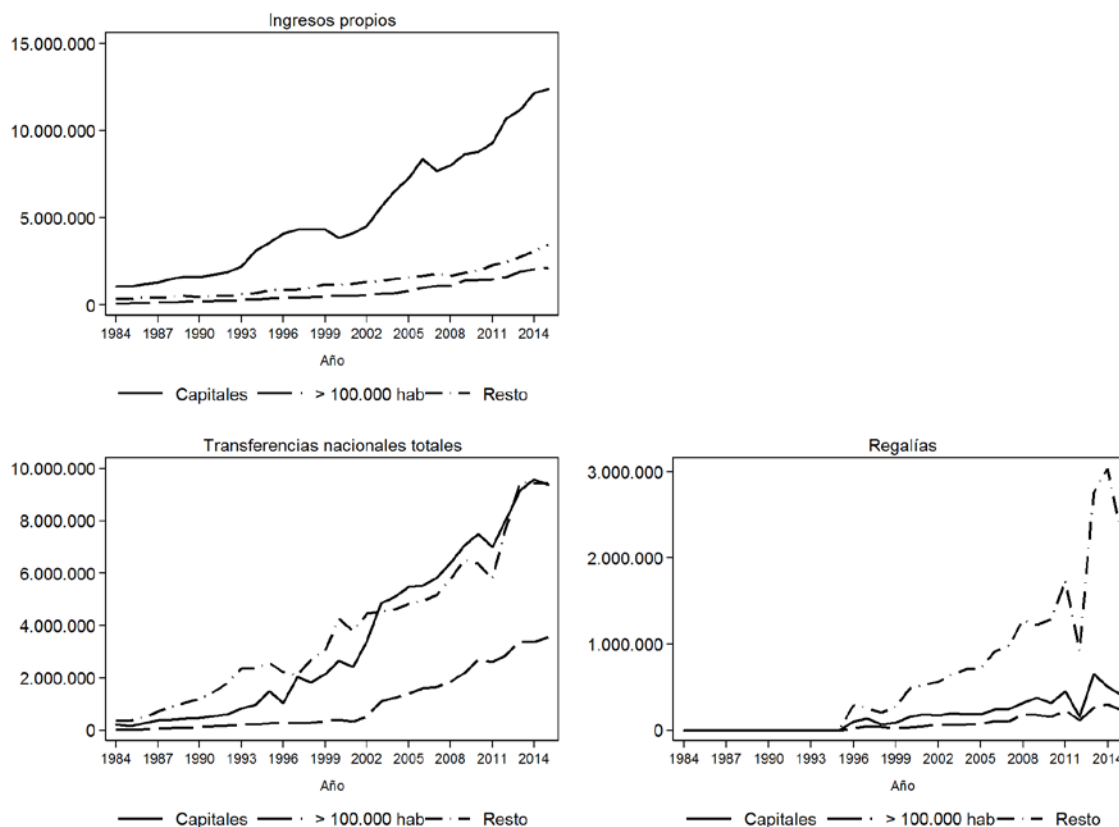 Ingresos propios
15.000.000
10.000.000
5.000.000
0
1984 1987 1990 1993 1996 1999 2002 2005 2008 2011 2014
Año
Capitales > 100.000 hab Resto
Transferencias nacionales totales
10.000.000
8.000.000
6.000.000
4.000.000
2.000.000
0
1984 1987 1990 1993 1996 1999 2002 2005 2008 2011 2014
Año
Capitales > 100.000 hab Resto
Regalías
3.000.000
2.000.000
1.000.000
0
1984 1987 1990 1993 1996 1999 2002 2005 2008 2011 2014
Año
Capitales > 100.000 hab Resto